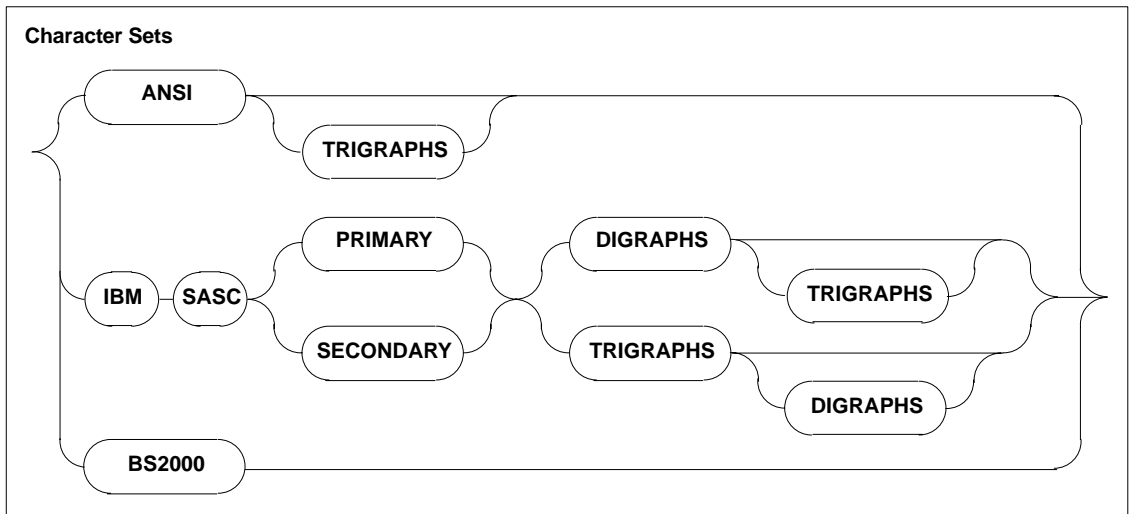 Character Sets
ANSI
TRIGRAPHS
PRIMARY
DIGRAPHS
TRIGRAPHS
IBM
SASC
SECONDARY
TRIGRAPHS
DIGRAPHS
BS2000